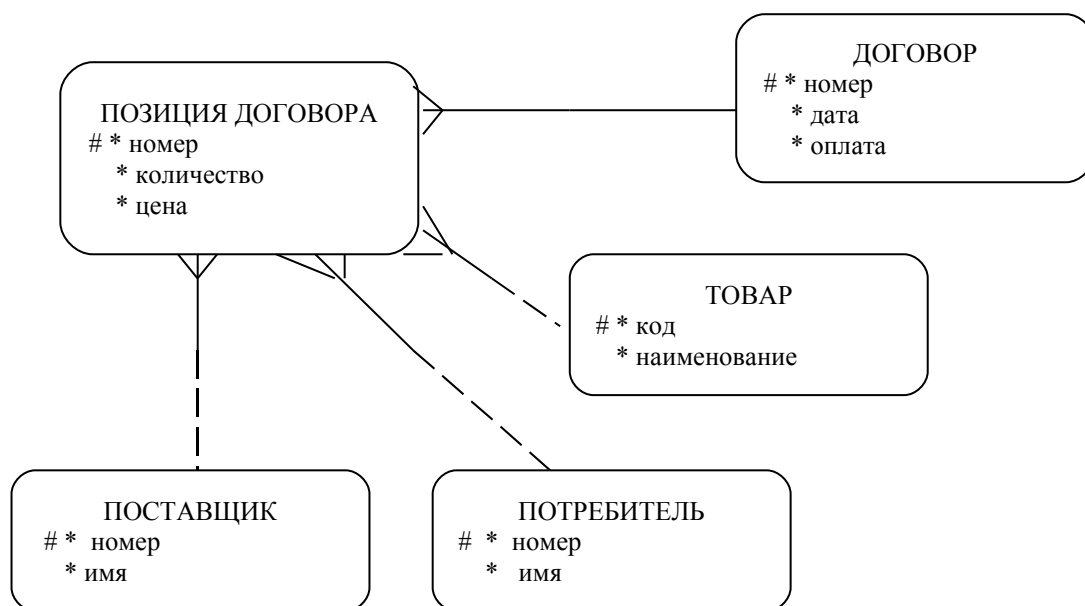 ДОГОВОР
# * номер
* дата
* оплата
ПОЗИЦИЯ ДОГОВОРА
# * номер
* количество
* цена
ТОВАР
# * код
* наименование
ПОСТАВЩИК
# * номер
* имя
ПОТРЕБИТЕЛЬ
# * номер
* имя